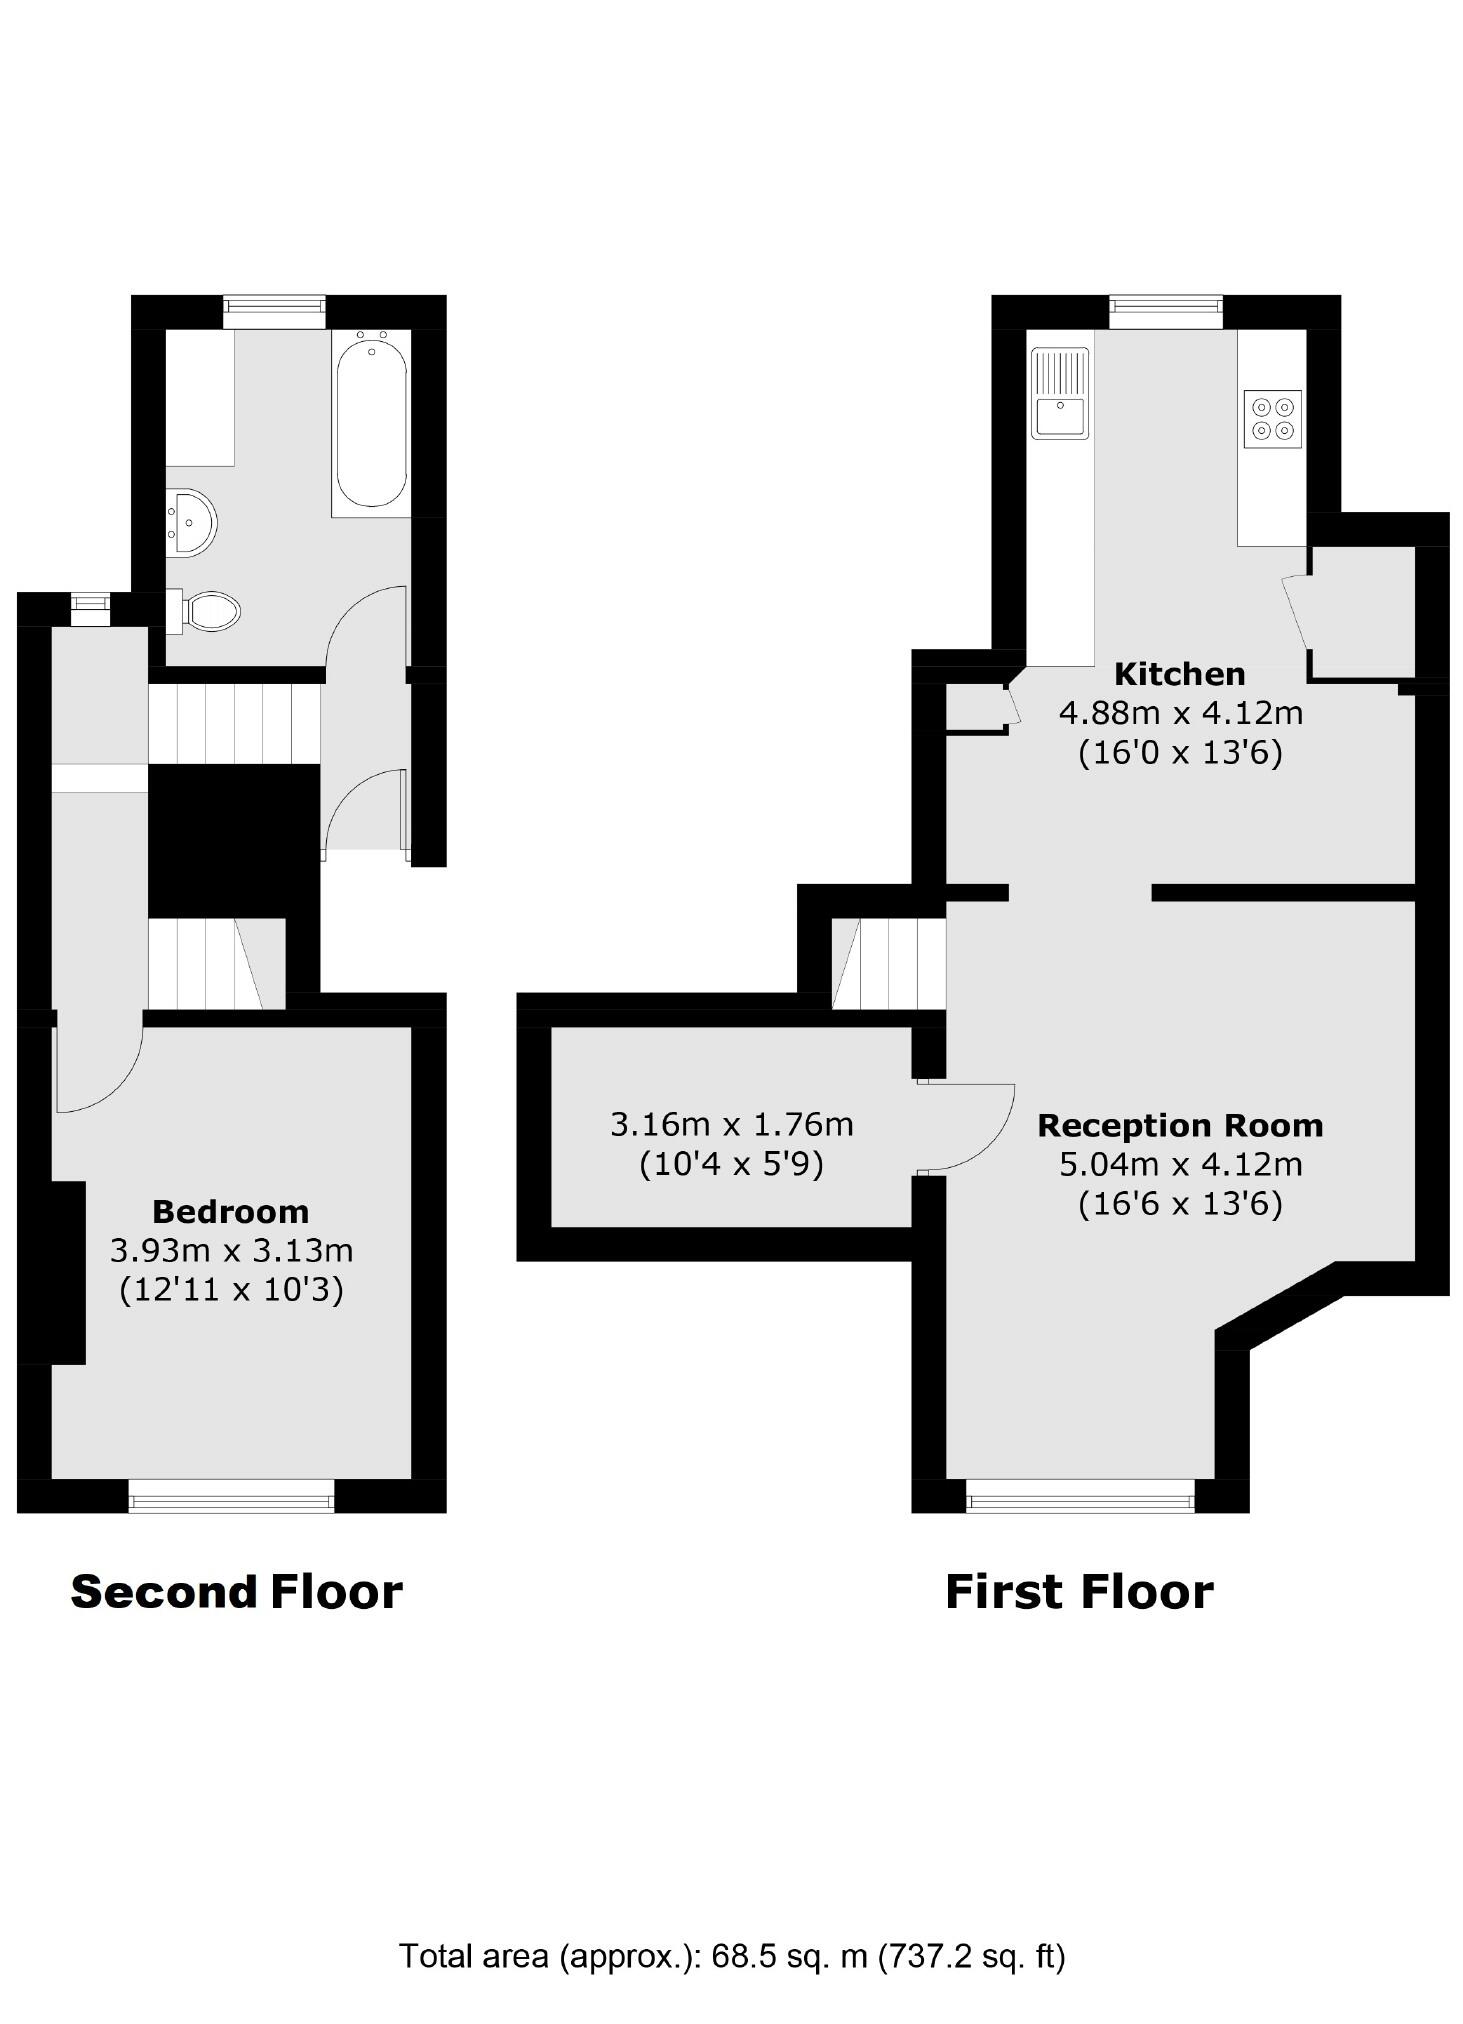 Kitchen
4.88m x 4.12m
(16'0 x 13'6)
3.16m x 1.76m
(10'4 x 5'9)
Reception Room
5.04m x 4.12m
(16'6 x 13'6)
Bedroom
3.93m x 3.13m
(12'11 x 10'3)
Second Floor
First Floor
Total area (approx.): 68.5 sq. m (737.2 sq. ft)